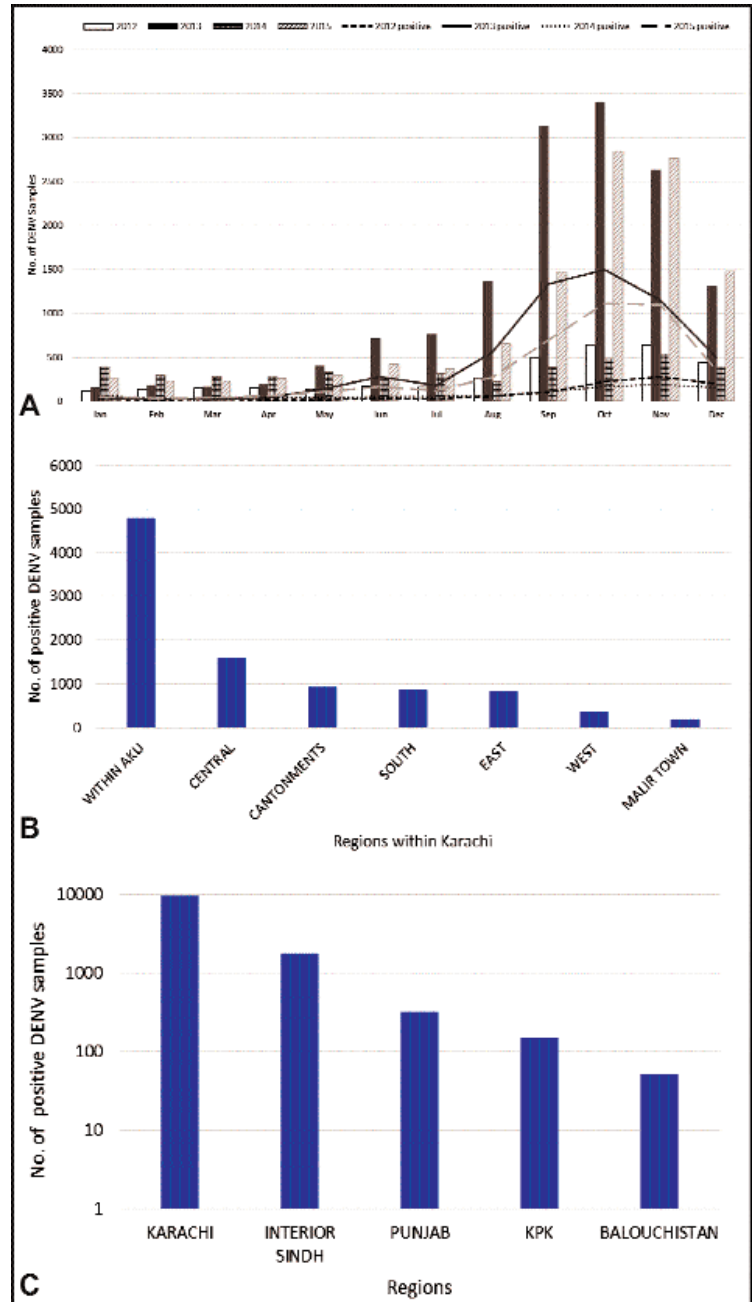 2012 2013 2014 2015 2012 positive 2013 positive 2014 positive 2015 positive
4000
3500
3000
2500
2000
1500
1000
500
0
No. of DENV Samples
Jan Feb Mar Apr May Jun Jul Aug Sep Oct Nov Dec
A
6000
5000
4000
3000
2000
1000
0
No. of positive DENV samples
WITHIN AKU CENTRAL CANTONMENTS SOUTH EAST WEST MALIR TOWN
Regions within Karachi
B
10000
1000
100
10
1
No. of positive DENV samples
KARACHI INTERIOR PUNJAB KPK BALOUCHISTAN
SINDH
Regions
C